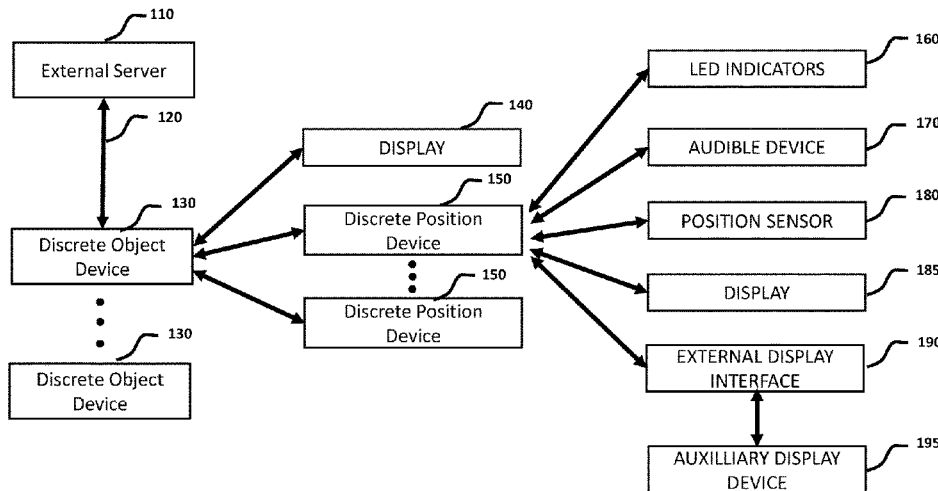 110
External Server
120
130
Discrete Object
Device
130
Discrete Object
Device
140
DISPLAY
150
Discrete Position
Device
150
Discrete Position
Device
160
LED INDICATORS
170
AUDIBLE DEVICE
180
POSITION SENSOR
185
DISPLAY
190
EXTERNAL DISPLAY
INTERFACE
195
AUXILLIARY DISPLAY
DEVICE